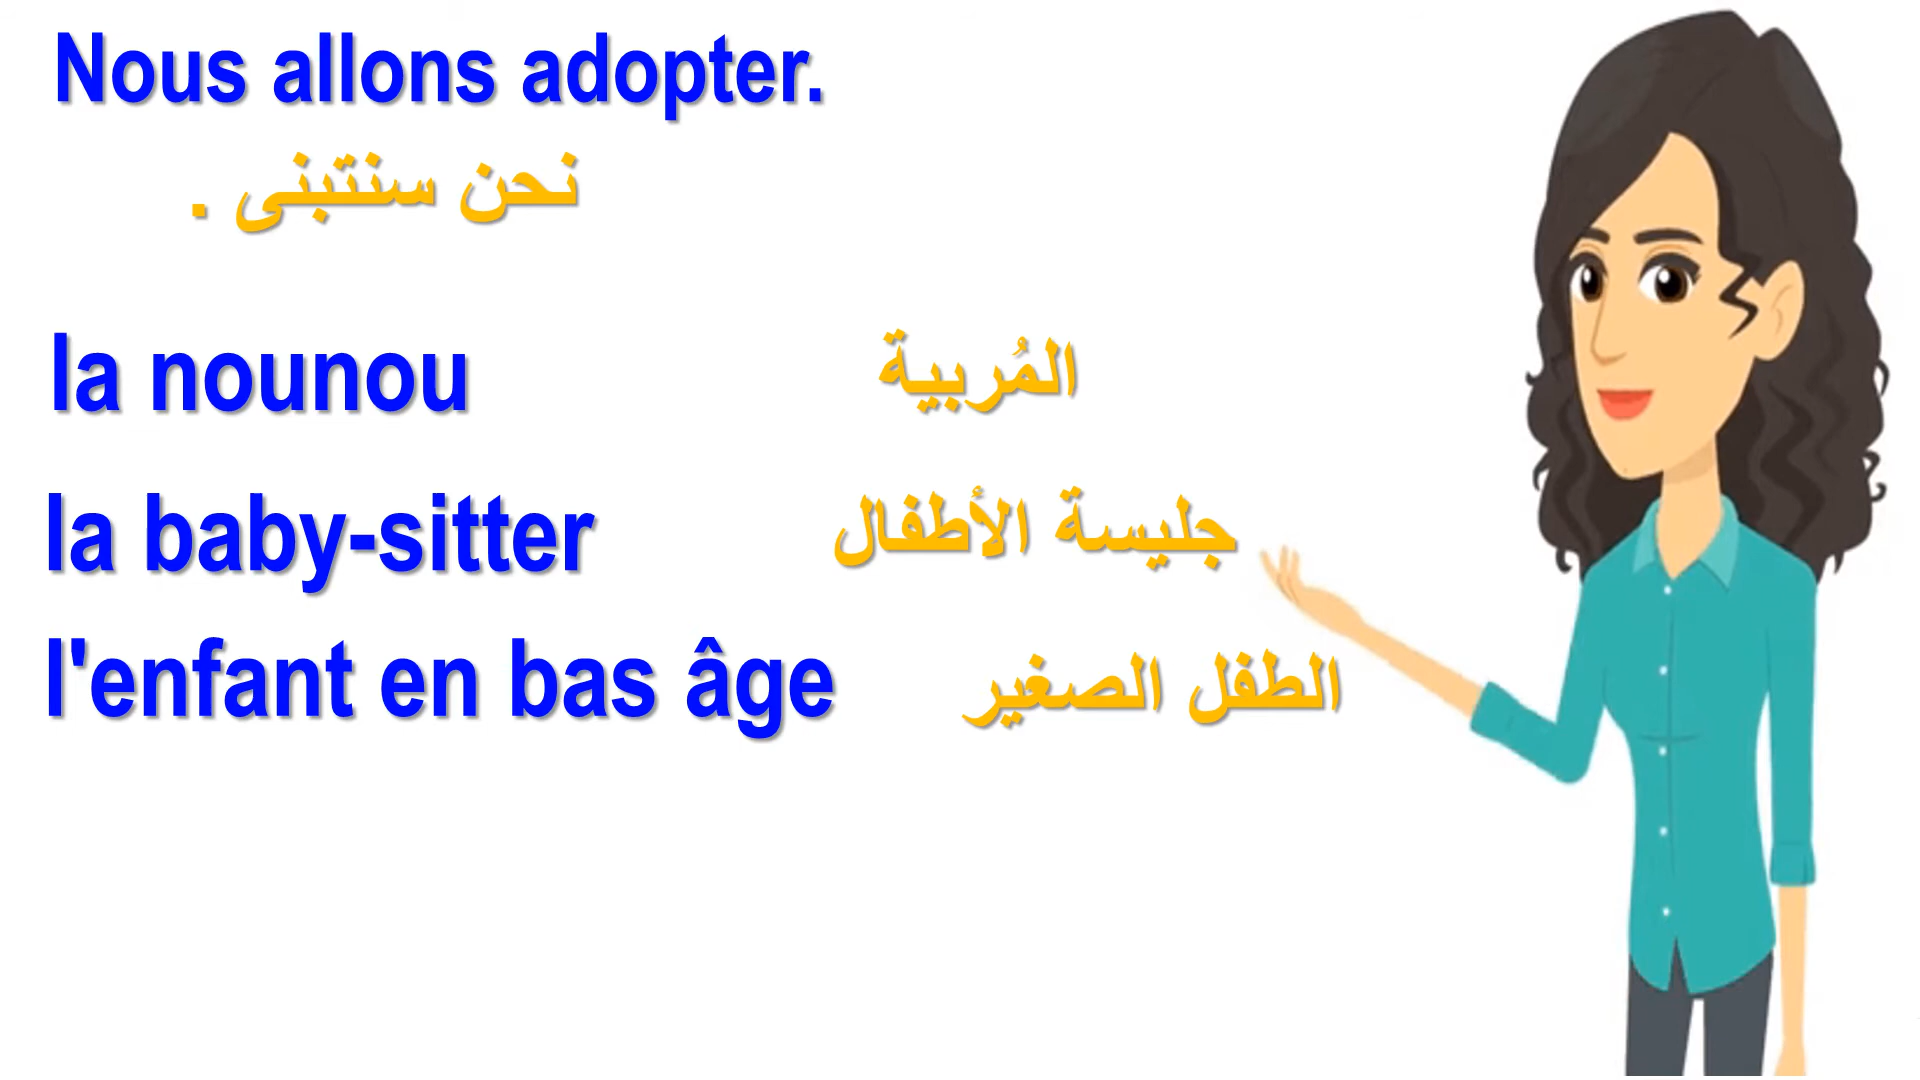 Nous allons adopter.
نحن سنتبنى .
la nounou المُربية
la baby-sitter جليسة الأطفال
l'enfant en bas âge الطفل الصغير